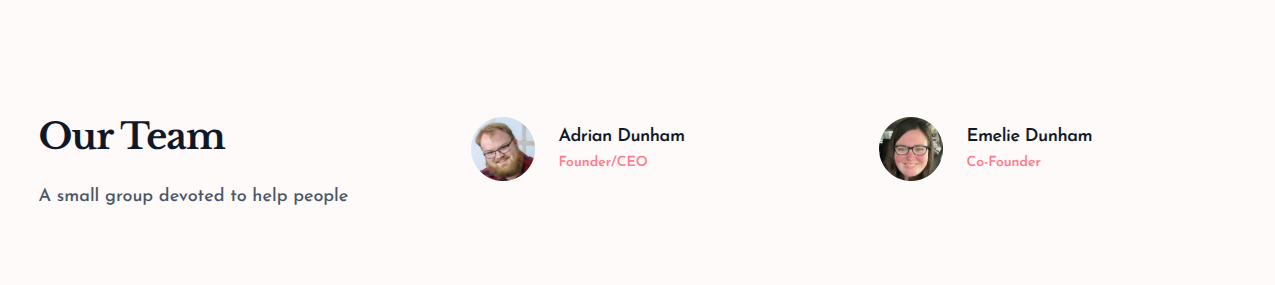 Our Team
A small group devoted to help people
Adrian Dunham
Founder/CEO
Emelie Dunham
Co-Founder